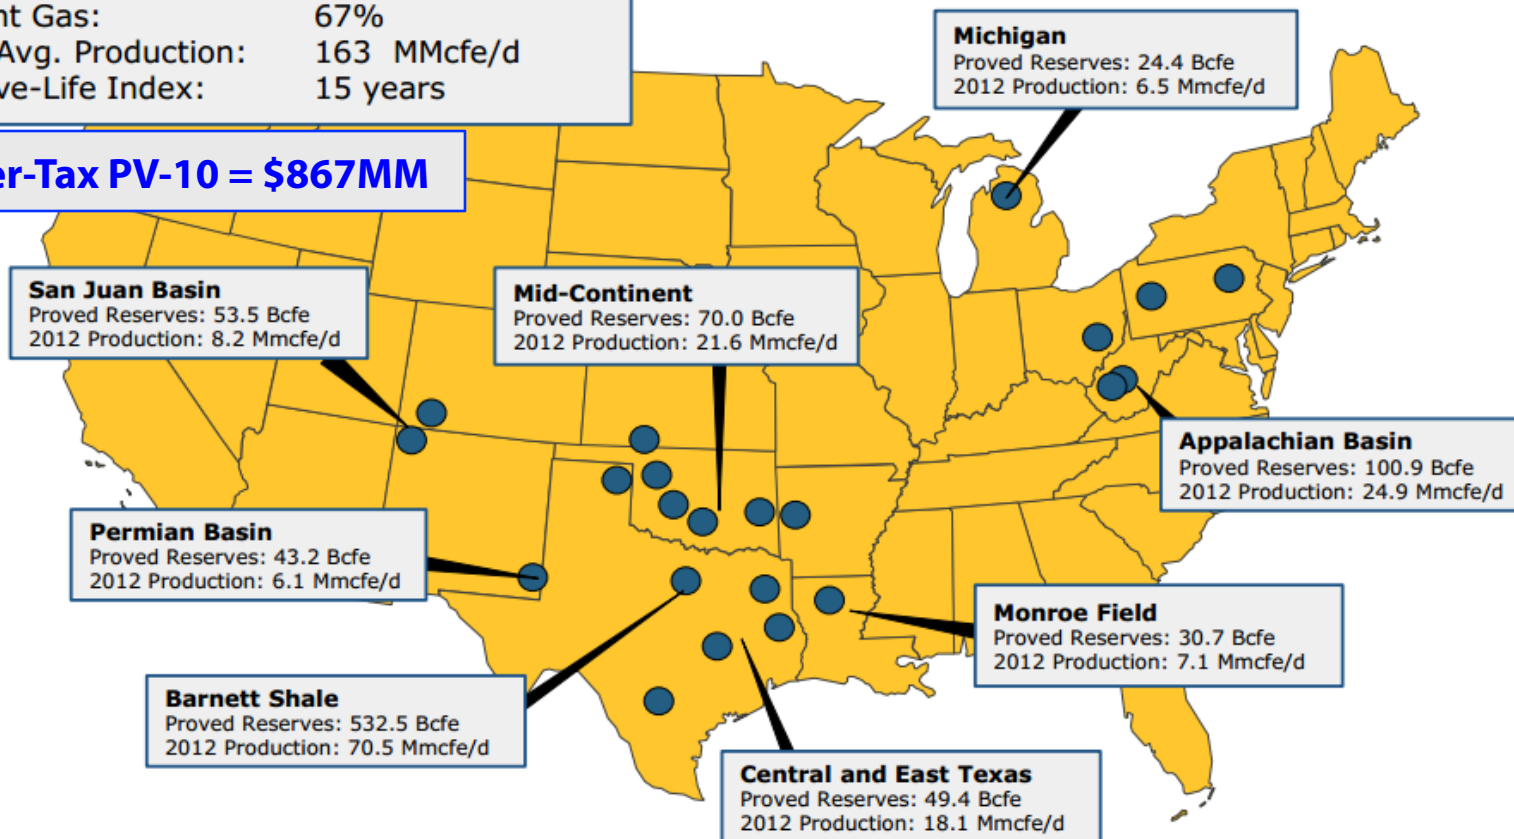 nt Gas: 67%
Avg. Production: 163 MMcfe/d
ve-Life Index: 15 years
er-Tax PV-10 = $867MM
Michigan
Proved Reserves: 24.4 Bcfe
2012 Production: 6.5 Mmcfe/d
San Juan Basin
Proved Reserves: 53.5 Bcfe
2012 Production: 8.2 Mmcfe/d
Mid-Continent
Proved Reserves: 70.0 Bcfe
2012 Production: 21.6 Mmcfe/d
Appalachian Basin
Proved Reserves: 100.9 Bcfe
2012 Production: 24.9 Mmcfe/d
Permian Basin
Proved Reserves: 43.2 Bcfe
2012 Production: 6.1 Mmcfe/d
Monroe Field
Proved Reserves: 30.7 Bcfe
2012 Production: 7.1 Mmcfe/d
Barnett Shale
Proved Reserves: 532.5 Bcfe
2012 Production: 70.5 Mmcfe/d
Central and East Texas
Proved Reserves: 49.4 Bcfe
2012 Production: 18.1 Mmcfe/d